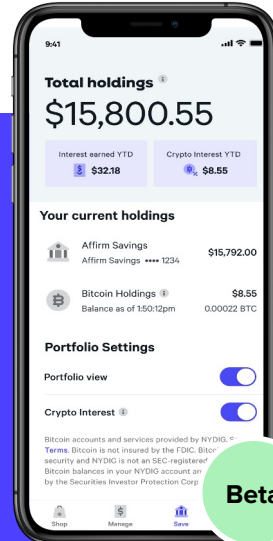 9:41
Total holdings
$15,800.55
Interest earned YTD
$32.18
Crypto Interest YTD
$8.55
Your current holdings
Affirm Savings
Affirm Savings •••• 1234
$15,792.00
Bitcoin Holdings
Balance as of 1:50:12pm
$8.55
0.00022 BTC
Portfolio Settings
Portfolio view
Crypto Interest
Bitcoin accounts and services provided by NYDIG.
Terms. Bitcoin is not insured by the FDIC.
security and NYDIG is not an SEC-registered
Bitcoin balances in your NYDIG account
by the Securities Investor Protection Corp
Beta
Shop
Manage
Save